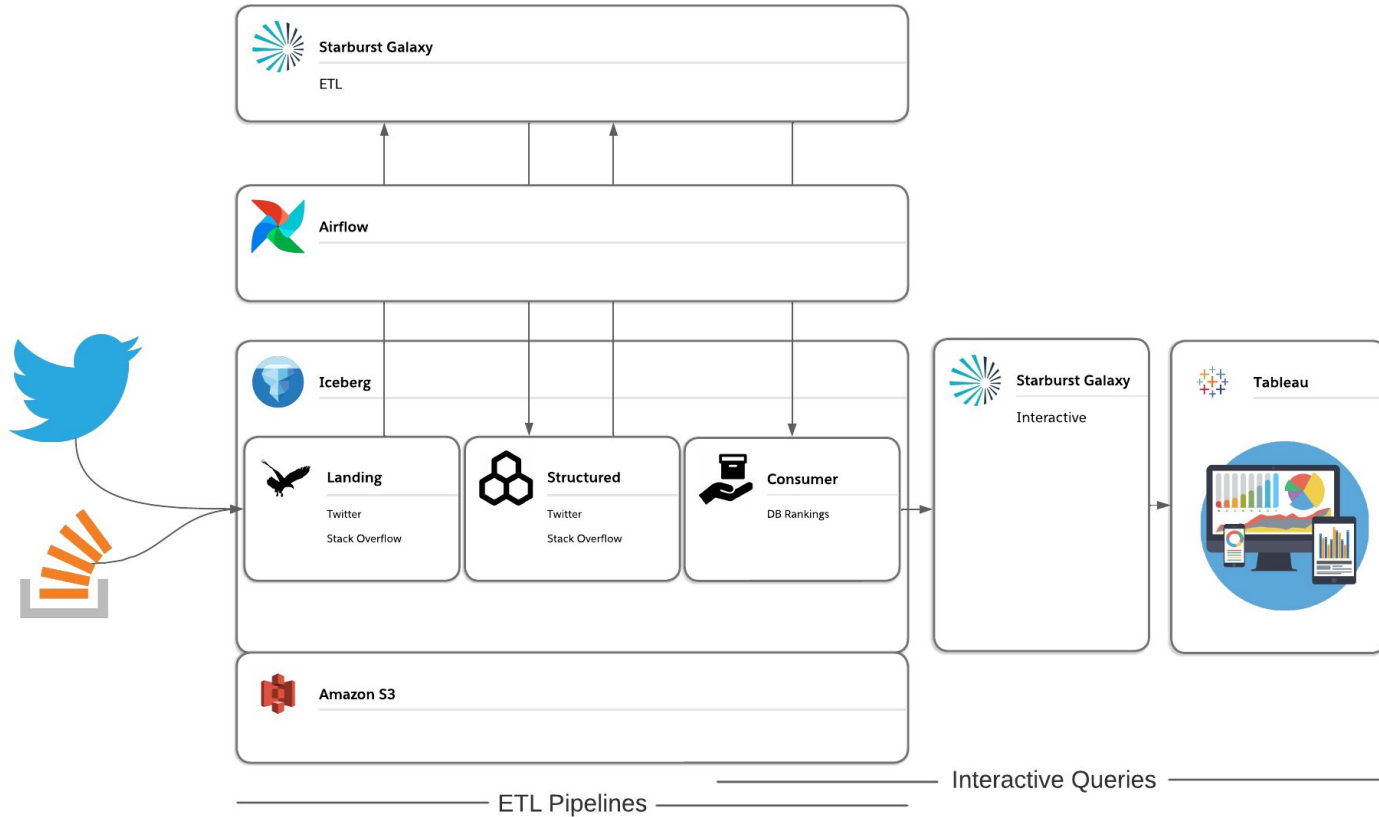 Starburst Galaxy
ETL
Airflow
Iceberg
Landing
Twitter
Stack Overflow
Structured
Twitter
Stack Overflow
Consumer
DB Rankings
Starburst Galaxy
Interactive
Tableau
Amazon S3
Interactive Queries
ETL Pipelines